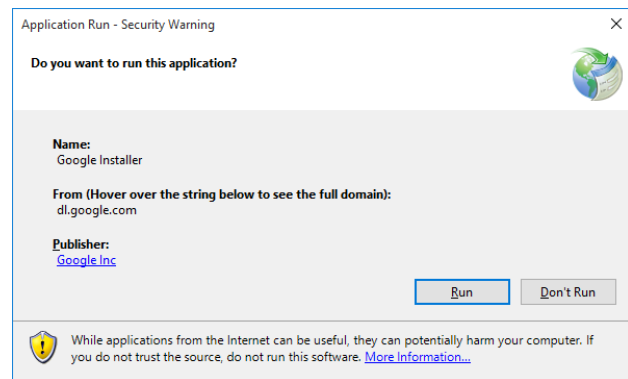 Application Run - Security Warning
Do you want to run this application?
Name:
Google Installer
From (Hover over the string below to see the full domain):
dl.google.com
Publisher:
Google Inc
Run
Don't Run
While applications from the Internet can be useful, they can potentially harm your computer. If
you do not trust the source, do not run this software. More Information...